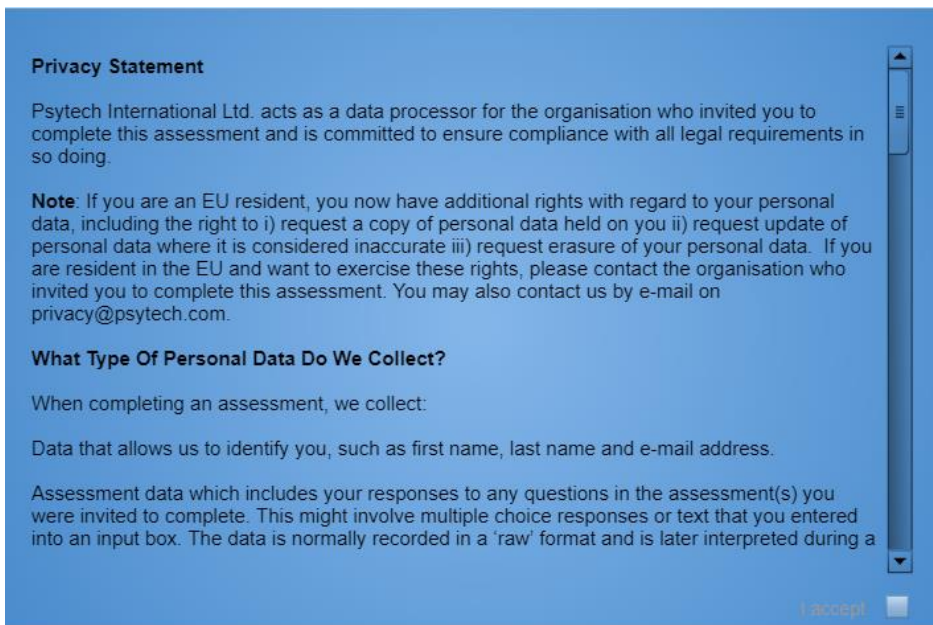 Privacy Statement
Psytech International Ltd. acts as a data processor for the organisation who invited you to
complete this assessment and is committed to ensure compliance with all legal requirements in
so doing.
Note: If you are an EU resident, you now have additional rights with regard to your personal
data, including the right to i) request a copy of personal data held on you ii) request update of
personal data where it is considered inaccurate iii) request erasure of your personal data.  If you
are resident in the EU and want to exercise these rights, please contact the organisation who
invited you to complete this assessment. You may also contact us by e-mail on
privacy@psytech.com.
What Type Of Personal Data Do We Collect?
When completing an assessment, we collect:
Data that allows us to identify you, such as first name, last name and e-mail address.
Assessment data which includes your responses to any questions in the assessment(s) you
were invited to complete. This might involve multiple choice responses or text that you entered
into an input box. The data is normally recorded in a ‘raw’ format and is later interpreted during a
I accept